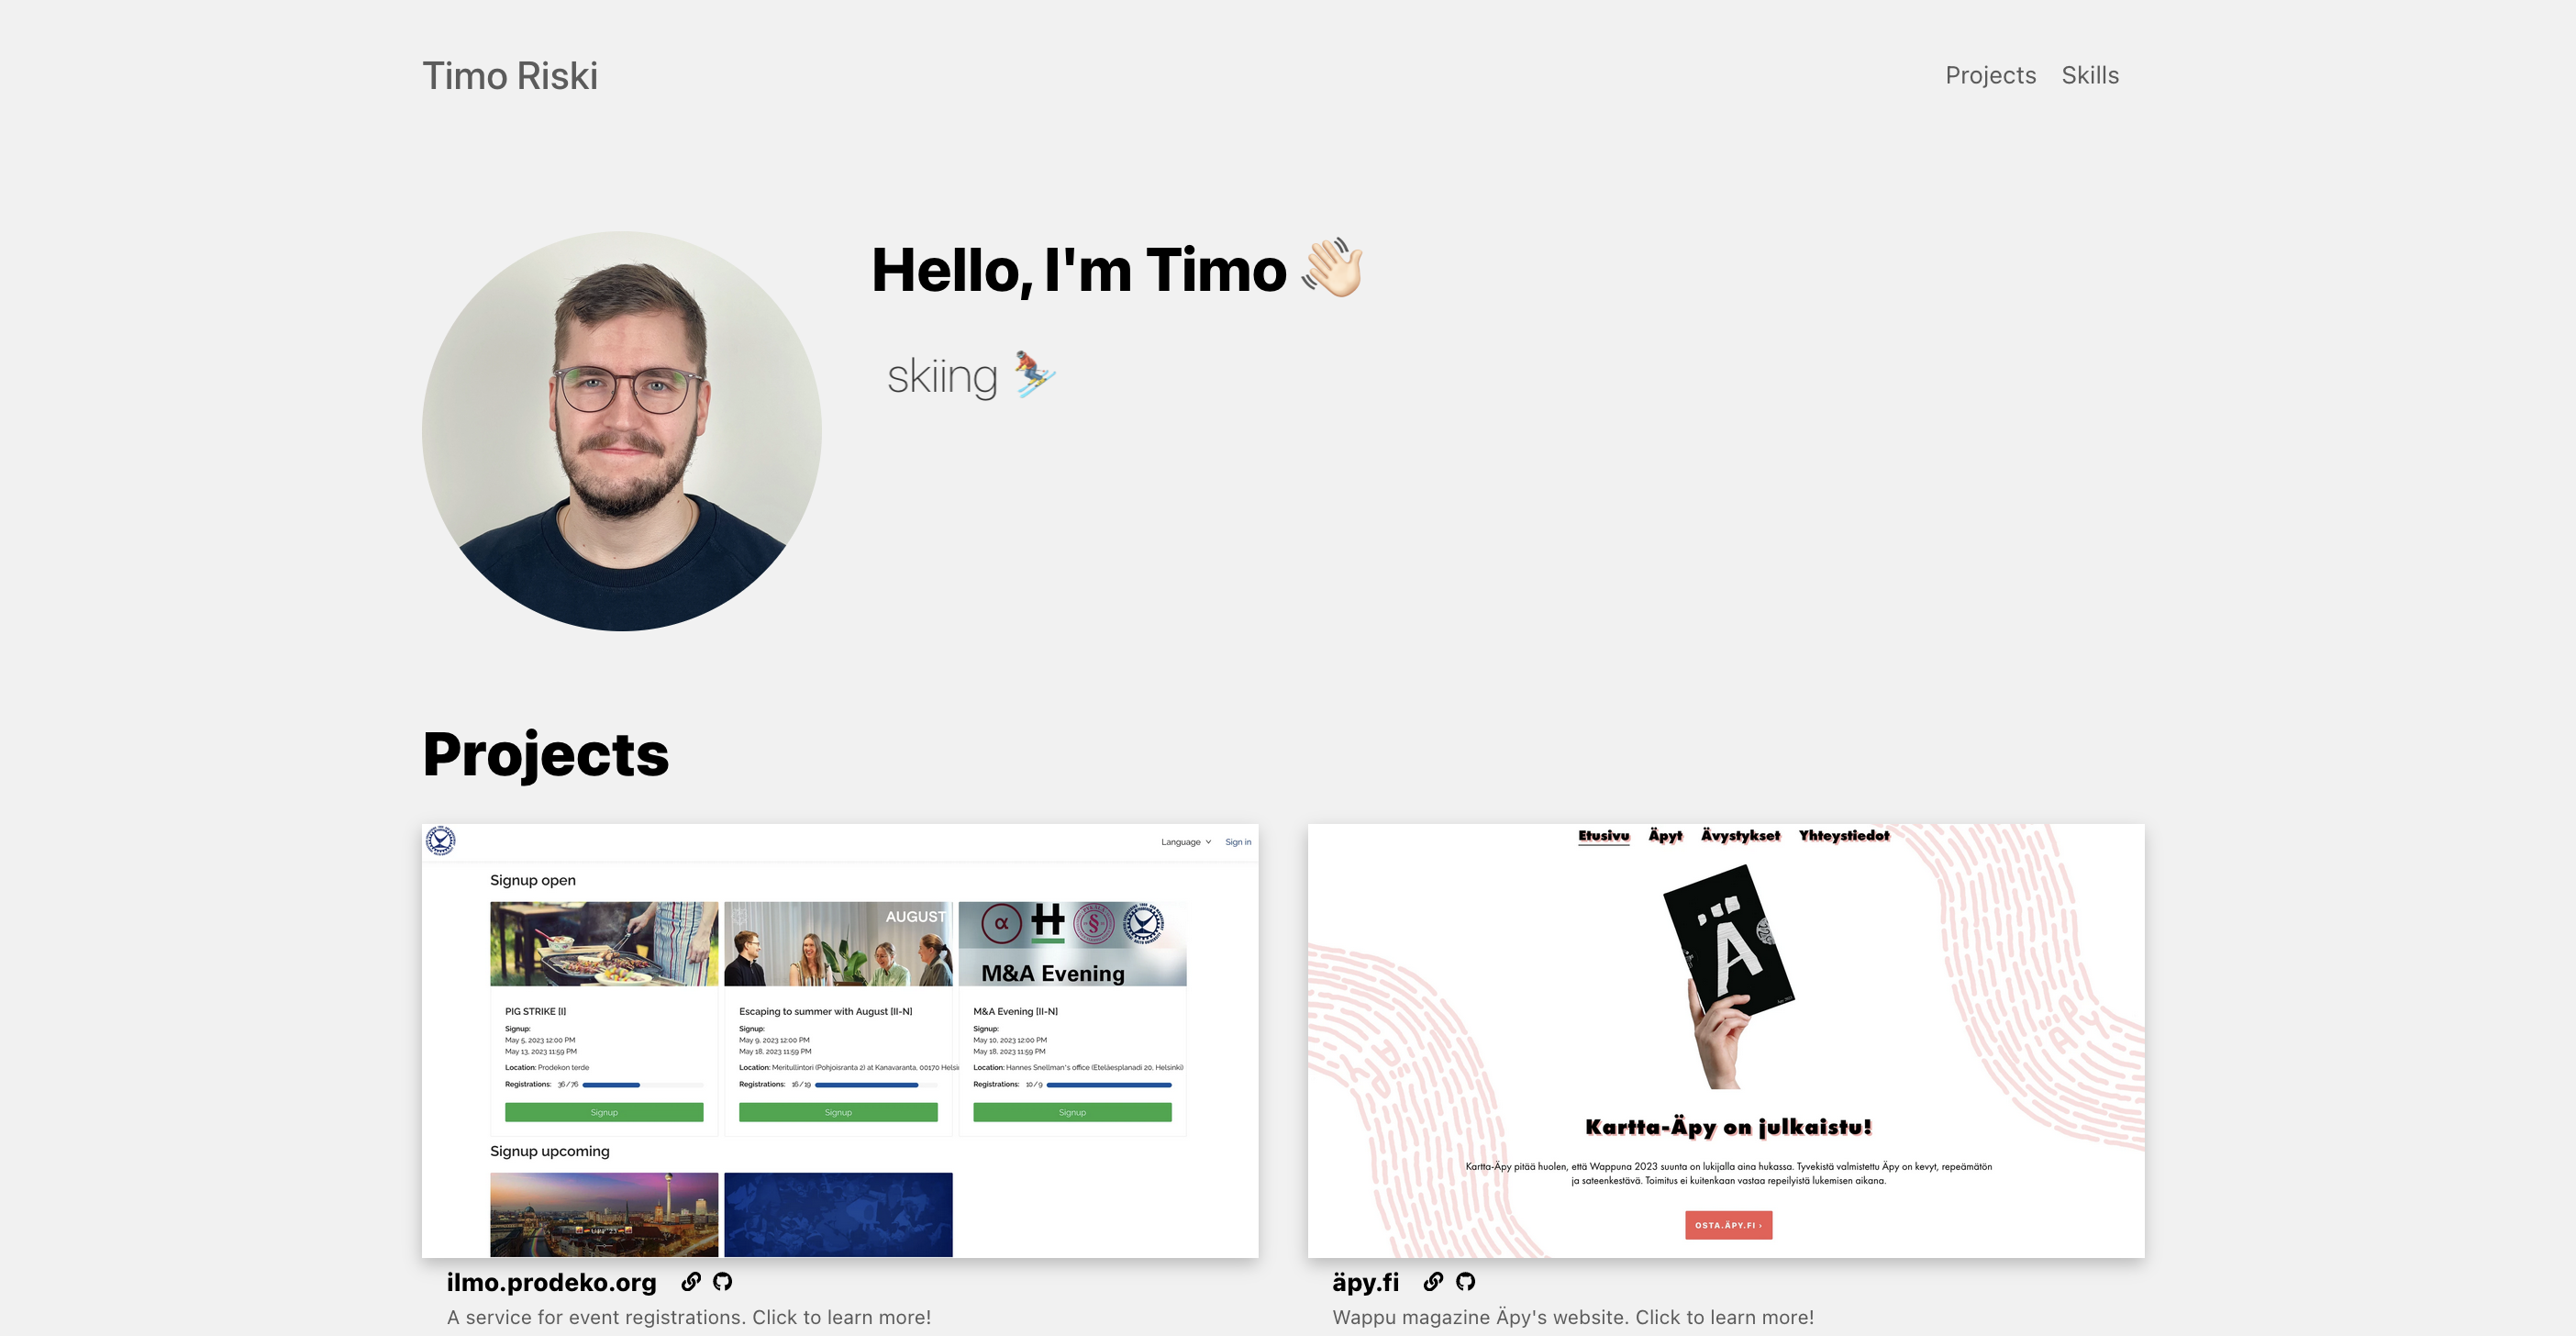 Timo Riski
Projects Skills
Hello, I'm Timo 👋🏻
skiing ⛷
Projects
Language Sign in
Signup open
AUGUST
α H §
M&A Evening
PIG STRIKE [I]
Signup:
May 5, 2023 12:00 PM
May 13, 2023 11:59 PM
Location: Prodekon terde
Registrations: 36/76
Signup
Escaping to summer with August [II-N]
Signup:
May 9, 2023 12:00 PM
May 18, 2023 11:59 PM
Location: Meritullintori (Pohjoisranta 2) at Kanavaranta, 00170 Helsi
Registrations: 16/19
Signup
M&A Evening [II-N]
Signup:
May 10, 2023 12:00 PM
May 18, 2023 11:59 PM
Location: Hannes Snellman's office (Eteläesplanadi 20, Helsinki)
Registrations: 10/9
Signup
Signup upcoming
ilmo.prodeko.org
A service for event registrations. Click to learn more!
Etusivu Äpyt Ävystykset Yhteystiedot
Ä
Kartta-Äpy on julkaistu!
Kartta-Äpy pitää huolen, että Wappuna 2023 suunta on lukijalla aina hukassa. Tyvekistä valmistettu Äpy on kevyt, repeämätön
ja sateenkestävä. Toimitus ei kuitenkaan vastaa repeilyistä lukemisen aikana.
OSTA.ÄPY.FI ›
äpy.fi
Wappu magazine Äpy's website. Click to learn more!